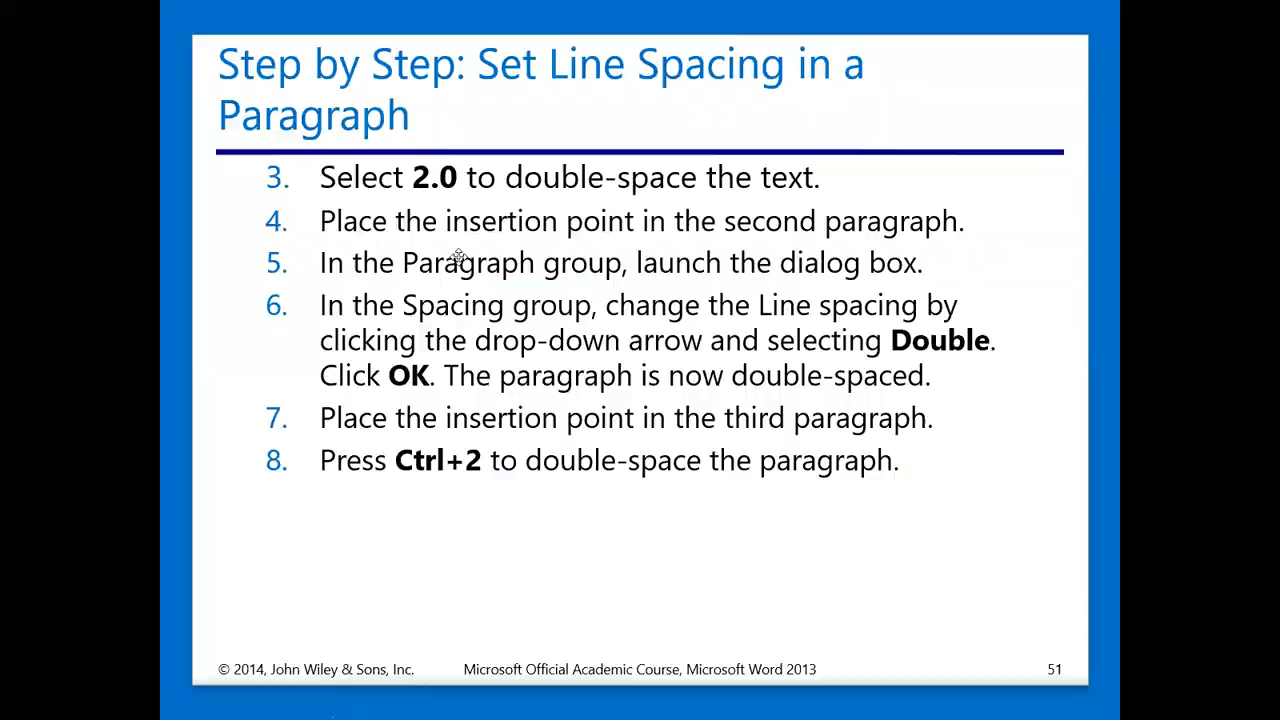 Step by Step: Set Line Spacing in a
Paragraph
3. Select 2.0 to double-space the text.
4. Place the insertion point in the second paragraph.
5. In the Paragraph group, launch the dialog box.
6. In the Spacing group, change the Line spacing by
clicking the drop-down arrow and selecting Double.
Click OK. The paragraph is now double-spaced.
7. Place the insertion point in the third paragraph.
8. Press Ctrl+2 to double-space the paragraph.
© 2014, John Wiley & Sons, Inc. Microsoft Official Academic Course, Microsoft Word 2013 51